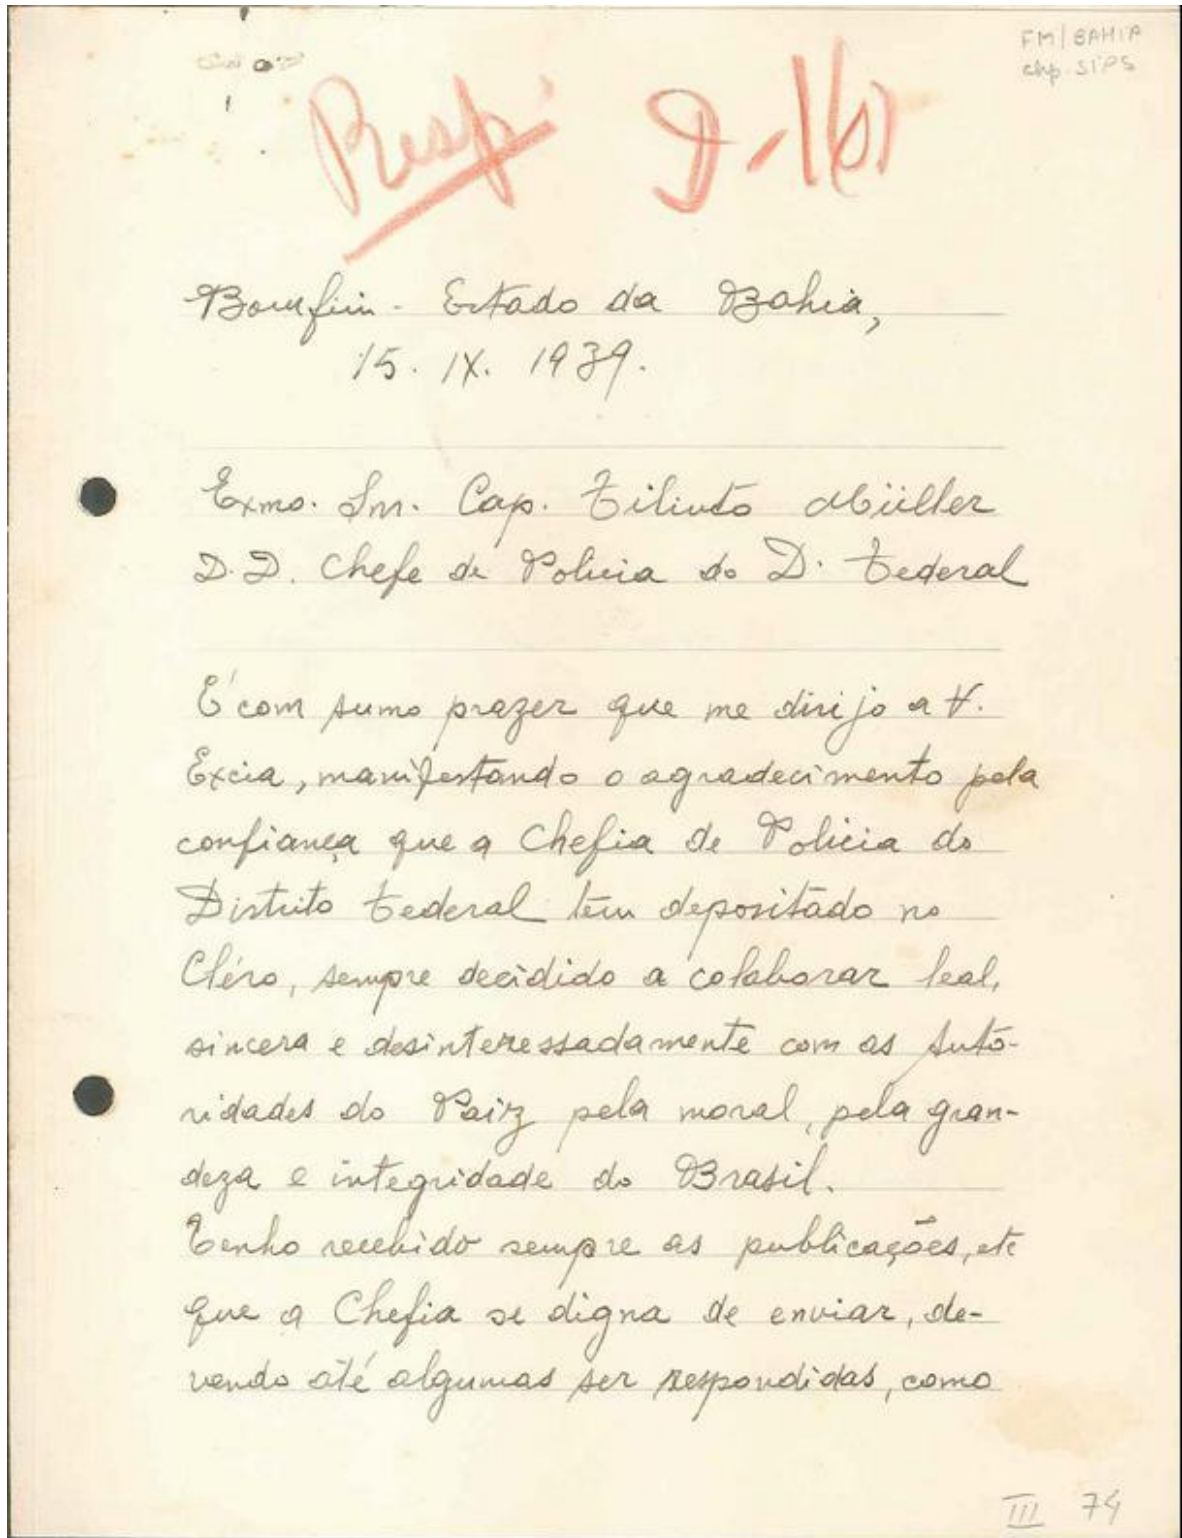 FM/BAHIA
chp. SIPS
Resp.
Bomfim - Estado da Bahia,
15. IX. 1939.
Exmo. Snr. Cap. Filinto Müller
D.D. Chefe de Policia do D. Federal
É com sumo prazer que me dirijo a V.
Excia, manifestando o agradecimento pela
confiança que a Chefia de Policia do
Distrito Federal tem depositado no
Cléro, sempre decidido a colaborar leal,
sincera e desinteressadamente com as Auto-
ridades do Paiz pela moral, pela gran-
deza e integridade do Brasil.
Tenho recebido sempre as publicações, etc
que a Chefia se digna de enviar, de-
vendo até algumas ser respondidas, como
III 74